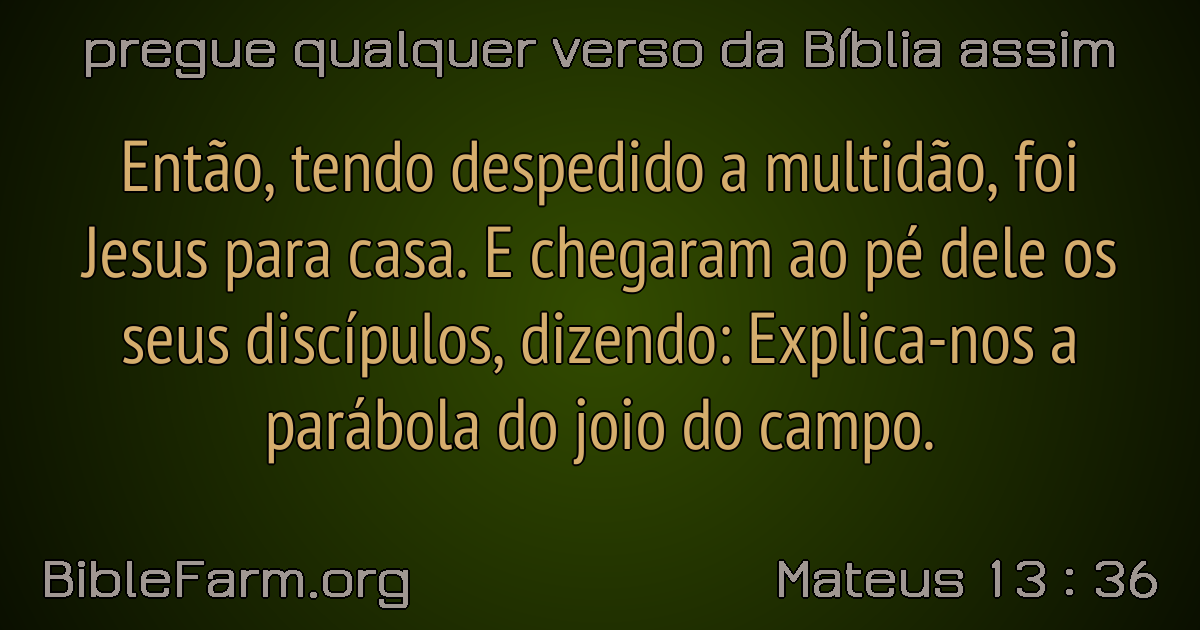 pregue qualquer verso da Bíblia assim
Então, tendo despedido a multidão, foi
Jesus para casa. E chegaram ao pé dele os
seus discípulos, dizendo: Explica-nos a
parábola do joio do campo.
BibleFarm.org
Mateus 13 : 36